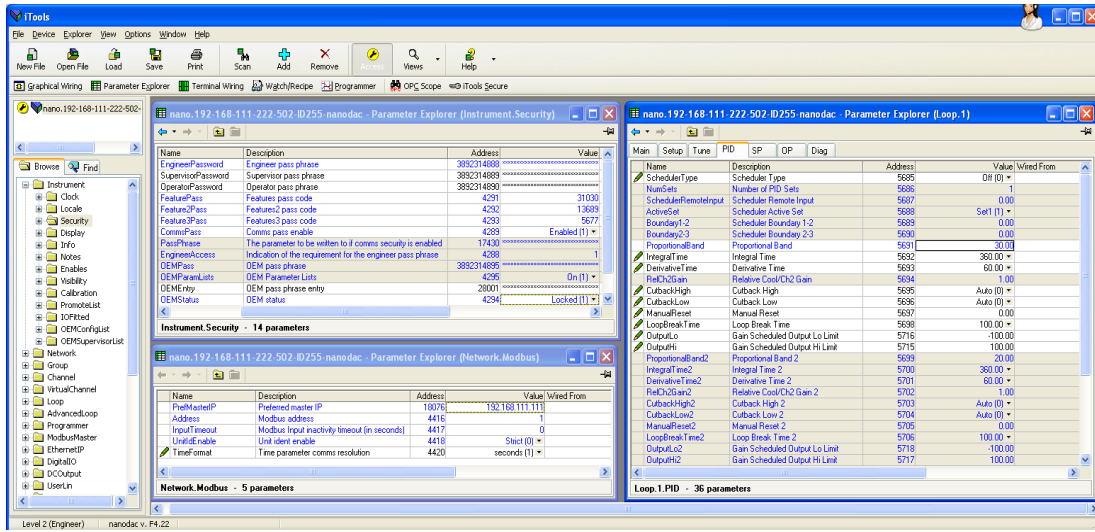 iTools
File Device Explorer View Options Window Help
New File Open File Load Save Print Scan Add Remove Access Views Help
Graphical Wiring Parameter Explorer Terminal Wiring Watch/Recipe Programmer OPC Scope iTools Secure
nano.192-168-111-222-502-
Browse Find
Instrument
Clock
Locale
Security
Display
Info
Notes
Enables
Visibility
Calibration
PromoteList
IOFitted
OEMConfigList
OEMSupervisorList
Network
Group
Channel
VirtualChannel
Loop
AdvancedLoop
Programmer
ModbusMaster
EthernetIP
DigitalIO
DCOutput
UserLin
nano.192-168-111-222-502-ID255-nanodac - Parameter Explorer (Instrument.Security)
Name Description Address Value
EngineerPassword Engineer pass phrase 3892314888
SupervisorPassword Supervisor pass phrase 3892314889
OperatorPassword Operator pass phrase 3892314890
FeaturePass Features pass code 4291 31030
Feature2Pass Features2 pass code 4292 13689
Feature3Pass Features3 pass code 4293 5677
CommsPass Comms pass enable 4289 Enabled (1)
PassPhrase The parameter to be written to if comms security is enabled 17430
EngineerAccess Indication of the requirement for the engineer pass phrase 4288 1
OEMPass OEM pass phrase 3892314895
OEMParamLists OEM Parameter Lists 4295 On (1)
OEMEntry OEM pass phrase entry 28001
OEMStatus OEM status 4294 Locked (1)
Instrument.Security - 14 parameters
nano.192-168-111-222-502-ID255-nanodac - Parameter Explorer (Network.Modbus)
Name Description Address Value Wired From
PrefMasterIP Preferred master IP 18076 192.168.111.111
Address Modbus address 4416 1
InputTimeout Modbus Input inactivity timeout (in seconds) 4417 0
UnitIdEnable Unit ident enable 4418 Strict (0)
TimeFormat Time parameter comms resolution 4420 seconds (1)
Network.Modbus - 5 parameters
nano.192-168-111-222-502-ID255-nanodac - Parameter Explorer (Loop.1)
Main Setup Tune PID SP OP Diag
Name Description Address Value Wired From
SchedulerType Scheduler Type 5685 Off (0)
NumSets Number of PID Sets 5686 1
SchedulerRemoteInput Scheduler Remote Input 5687 0.00
ActiveSet Scheduler Active Set 5688 Set1 (1)
Boundary1-2 Scheduler Boundary 1-2 5689 0.00
Boundary2-3 Scheduler Boundary 2-3 5690 0.00
ProportionalBand Proportional Band 5691 30.00
IntegralTime Integral Time 5692 360.00
DerivativeTime Derivative Time 5693 60.00
RelCh2Gain Relative Cool/Ch2 Gain 5694 1.00
CutbackHigh Cutback High 5695 Auto (0)
CutbackLow Cutback Low 5696 Auto (0)
ManualReset Manual Reset 5697 0.00
LoopBreakTime Loop Break Time 5698 100.00
OutputLo Gain Scheduled Output Lo Limit 5716 -100.00
OutputHi Gain Scheduled Output Hi Limit 5715 100.00
ProportionalBand2 Proportional Band 2 5699 20.00
IntegralTime2 Integral Time 2 5700 360.00
DerivativeTime2 Derivative Time 2 5701 60.00
RelCh2Gain2 Relative Cool/Ch2 Gain 2 5702 1.00
CutbackHigh2 Cutback High 2 5703 Auto (0)
CutbackLow2 Cutback Low 2 5704 Auto (0)
ManualReset2 Manual Reset 2 5705 0.00
LoopBreakTime2 Loop Break Time 2 5706 100.00
OutputLo2 Gain Scheduled Output Lo Limit 5718 -100.00
OutputHi2 Gain Scheduled Output Hi Limit 5717 100.00
Loop.1.PID - 36 parameters
Level 2 (Engineer) nanodac v. F4.22